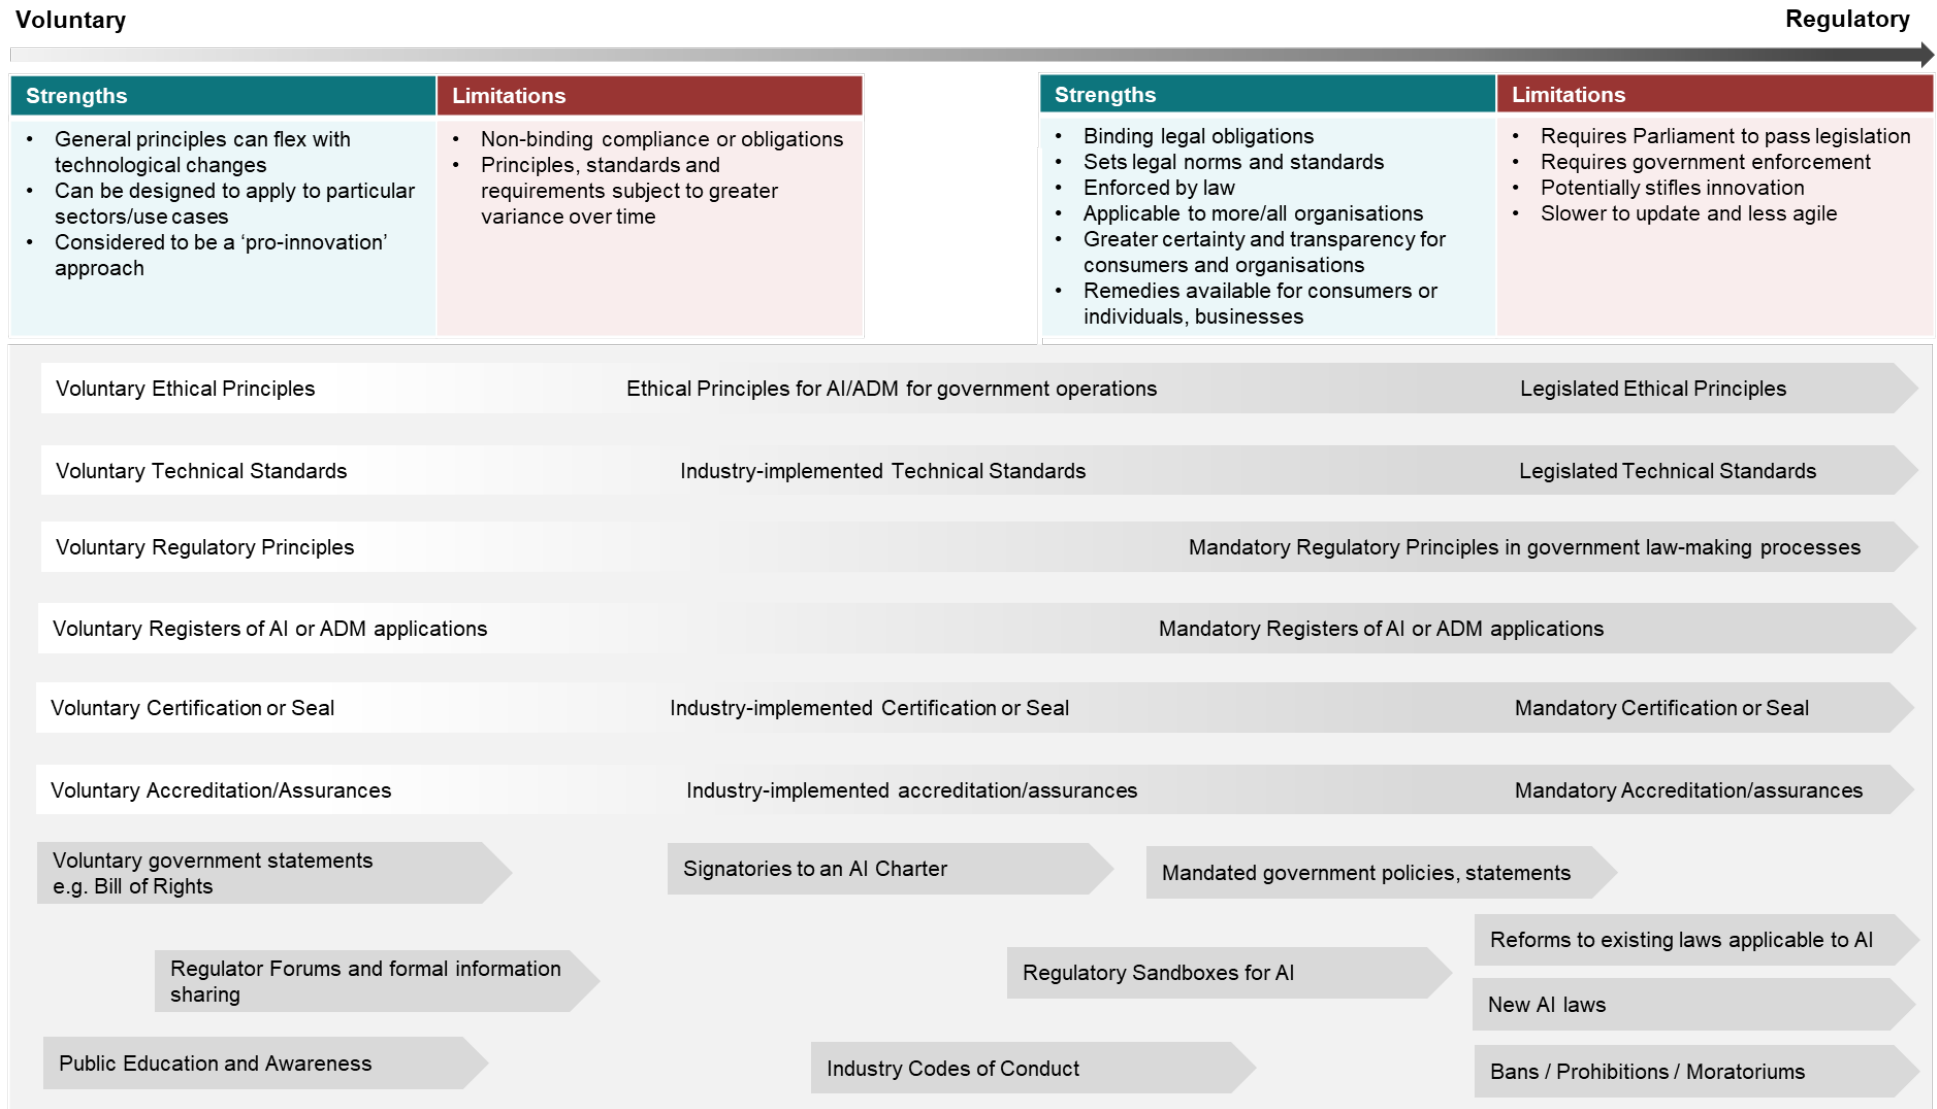 Voluntary
Regulatory
Strengths
Limitations
• General principles can flex with
technological changes
• Can be designed to apply to particular
sectors/use cases
• Considered to be a ‘pro-innovation’
approach
• Non-binding compliance or obligations
• Principles, standards and
requirements subject to greater
variance over time
Strengths
Limitations
• Binding legal obligations
• Sets legal norms and standards
• Enforced by law
• Applicable to more/all organisations
• Greater certainty and transparency for
consumers and organisations
• Remedies available for consumers or
individuals, businesses
• Requires Parliament to pass legislation
• Requires government enforcement
• Potentially stifles innovation
• Slower to update and less agile
Voluntary Ethical Principles
Ethical Principles for AI/ADM for government operations
Legislated Ethical Principles
Voluntary Technical Standards
Industry-implemented Technical Standards
Legislated Technical Standards
Voluntary Regulatory Principles
Mandatory Regulatory Principles in government law-making processes
Voluntary Registers of AI or ADM applications
Mandatory Registers of AI or ADM applications
Voluntary Certification or Seal
Industry-implemented Certification or Seal
Mandatory Certification or Seal
Voluntary Accreditation/Assurances
Industry-implemented accreditation/assurances
Mandatory Accreditation/assurances
Voluntary government statements
e.g. Bill of Rights
Signatories to an AI Charter
Mandated government policies, statements
Reforms to existing laws applicable to AI
Regulator Forums and formal information
sharing
Regulatory Sandboxes for AI
New AI laws
Public Education and Awareness
Industry Codes of Conduct
Bans / Prohibitions / Moratoriums